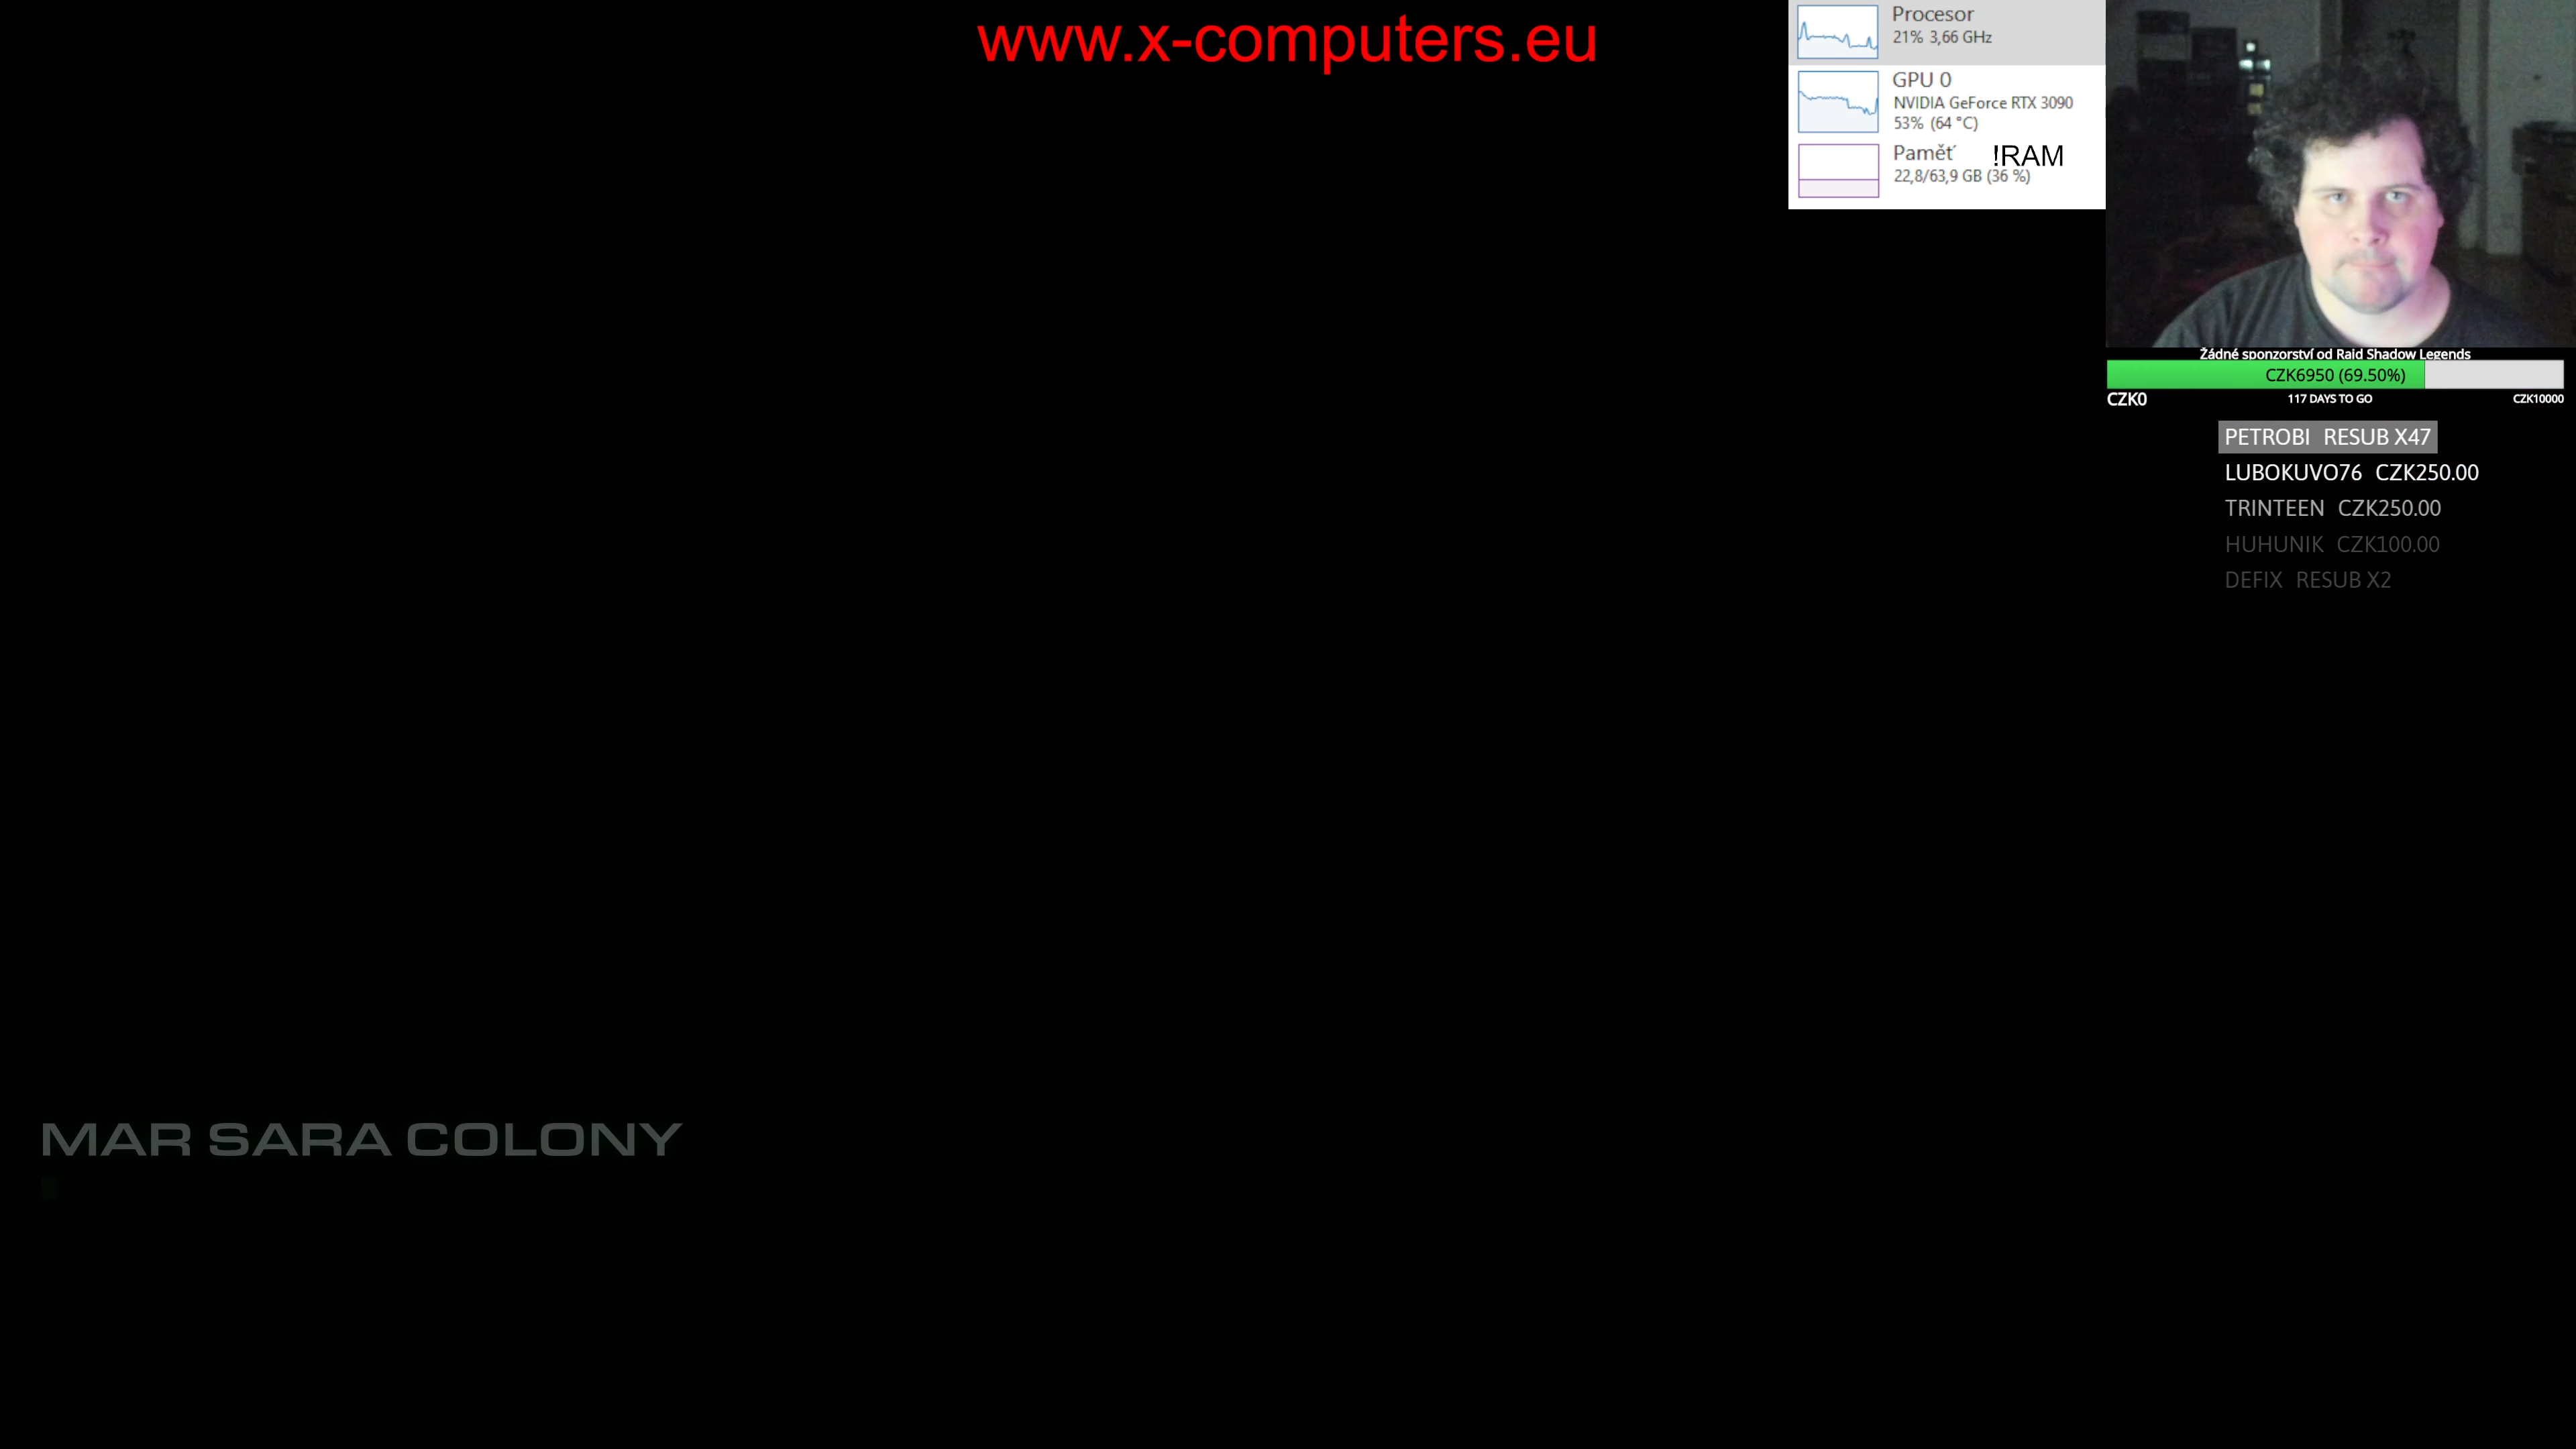 www.x-computers.eu
Procesor
21% 3,66 GHz
GPU 0
NVIDIA GeForce RTX 3090
53% (64 °C)
Paměť !RAM
22,8/63,9 GB (36 %)
Žádné sponzorství od Raid Shadow Legends
CZK6950 (69.50%)
CZK0 117 DAYS TO GO CZK10000
PETROBI RESUB X47
LUBOKUVO76 CZK250.00
TRINTEEN CZK250.00
HUHUNIK CZK100.00
DEFIX RESUB X2
MAR SARA COLONY